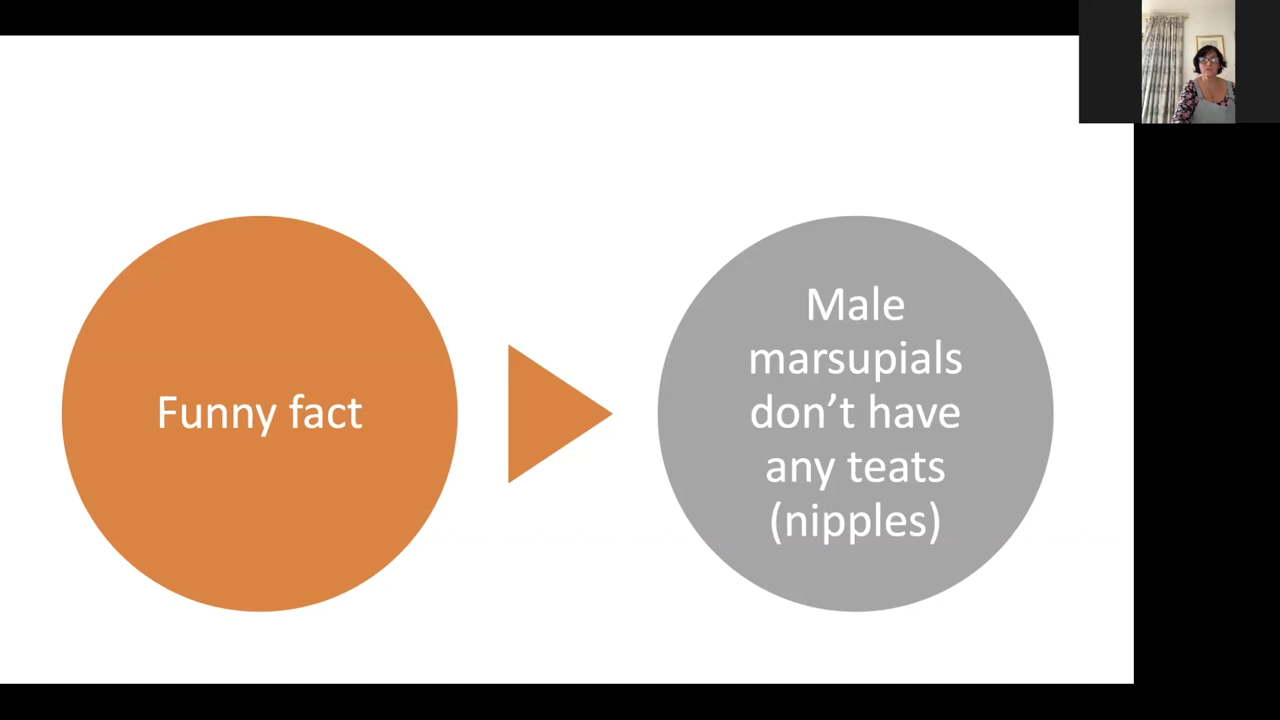 Funny fact
Male
marsupials
don’t have
any teats
(nipples)